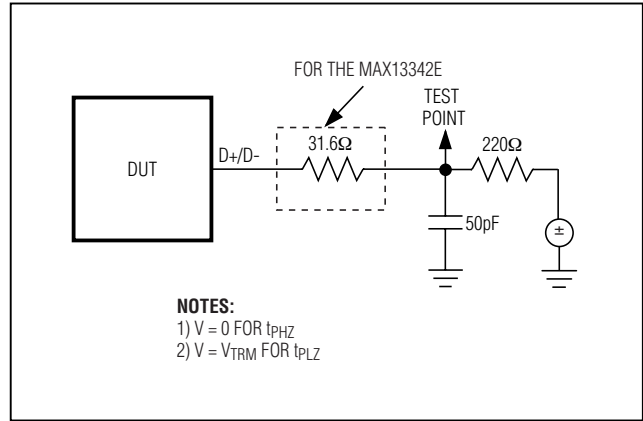 FOR THE MAX13342E
TEST
POINT
31.6Ω
220Ω
D+/D-
DUT
50pF
±
NOTES:
1) V = 0 FOR tPHZ
2) V = VTRM FOR tPLZ